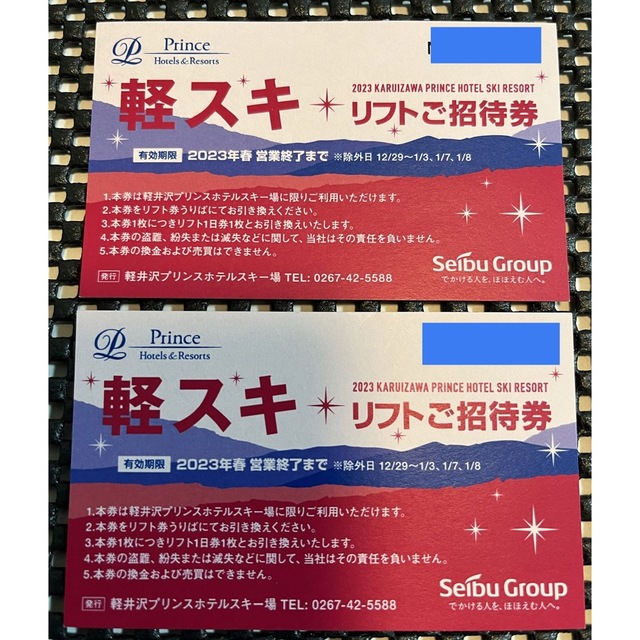 Prince
Hotels & Resorts
2023 KARUIZAWA PRINCE HOTEL SKI RESORT
軽スキ リフトご招待券
有効期限 2023年春 営業終了まで ※除外日 12/29〜1/3、1/7、1/8
1.本券は軽井沢プリンスホテルスキー場に限りご利用いただけます。
2.本券をリフト券うりばにてお引き換えください。
3.本券1枚につきリフト1日券1枚とお引き換えいたします。
4.本券の盗難、紛失または滅失などに関して、当社はその責任を負いません。
5.本券の換金および売買はできません。
Seibu Group
でかける人を、ほほえむ人へ。
発行 軽井沢プリンスホテルスキー場 TEL: 0267-42-5588
Prince
Hotels & Resorts
2023 KARUIZAWA PRINCE HOTEL SKI RESORT
軽スキ リフトご招待券
有効期限 2023年春 営業終了まで ※除外日 12/29〜1/3、1/7、1/8
1.本券は軽井沢プリンスホテルスキー場に限りご利用いただけます。
2.本券をリフト券うりばにてお引き換えください。
3.本券1枚につきリフト1日券1枚とお引き換えいたします。
4.本券の盗難、紛失または滅失などに関して、当社はその責任を負いません。
5.本券の換金および売買はできません。
Seibu Group
でかける人を、ほほえむ人へ。
発行 軽井沢プリンスホテルスキー場 TEL: 0267-42-5588